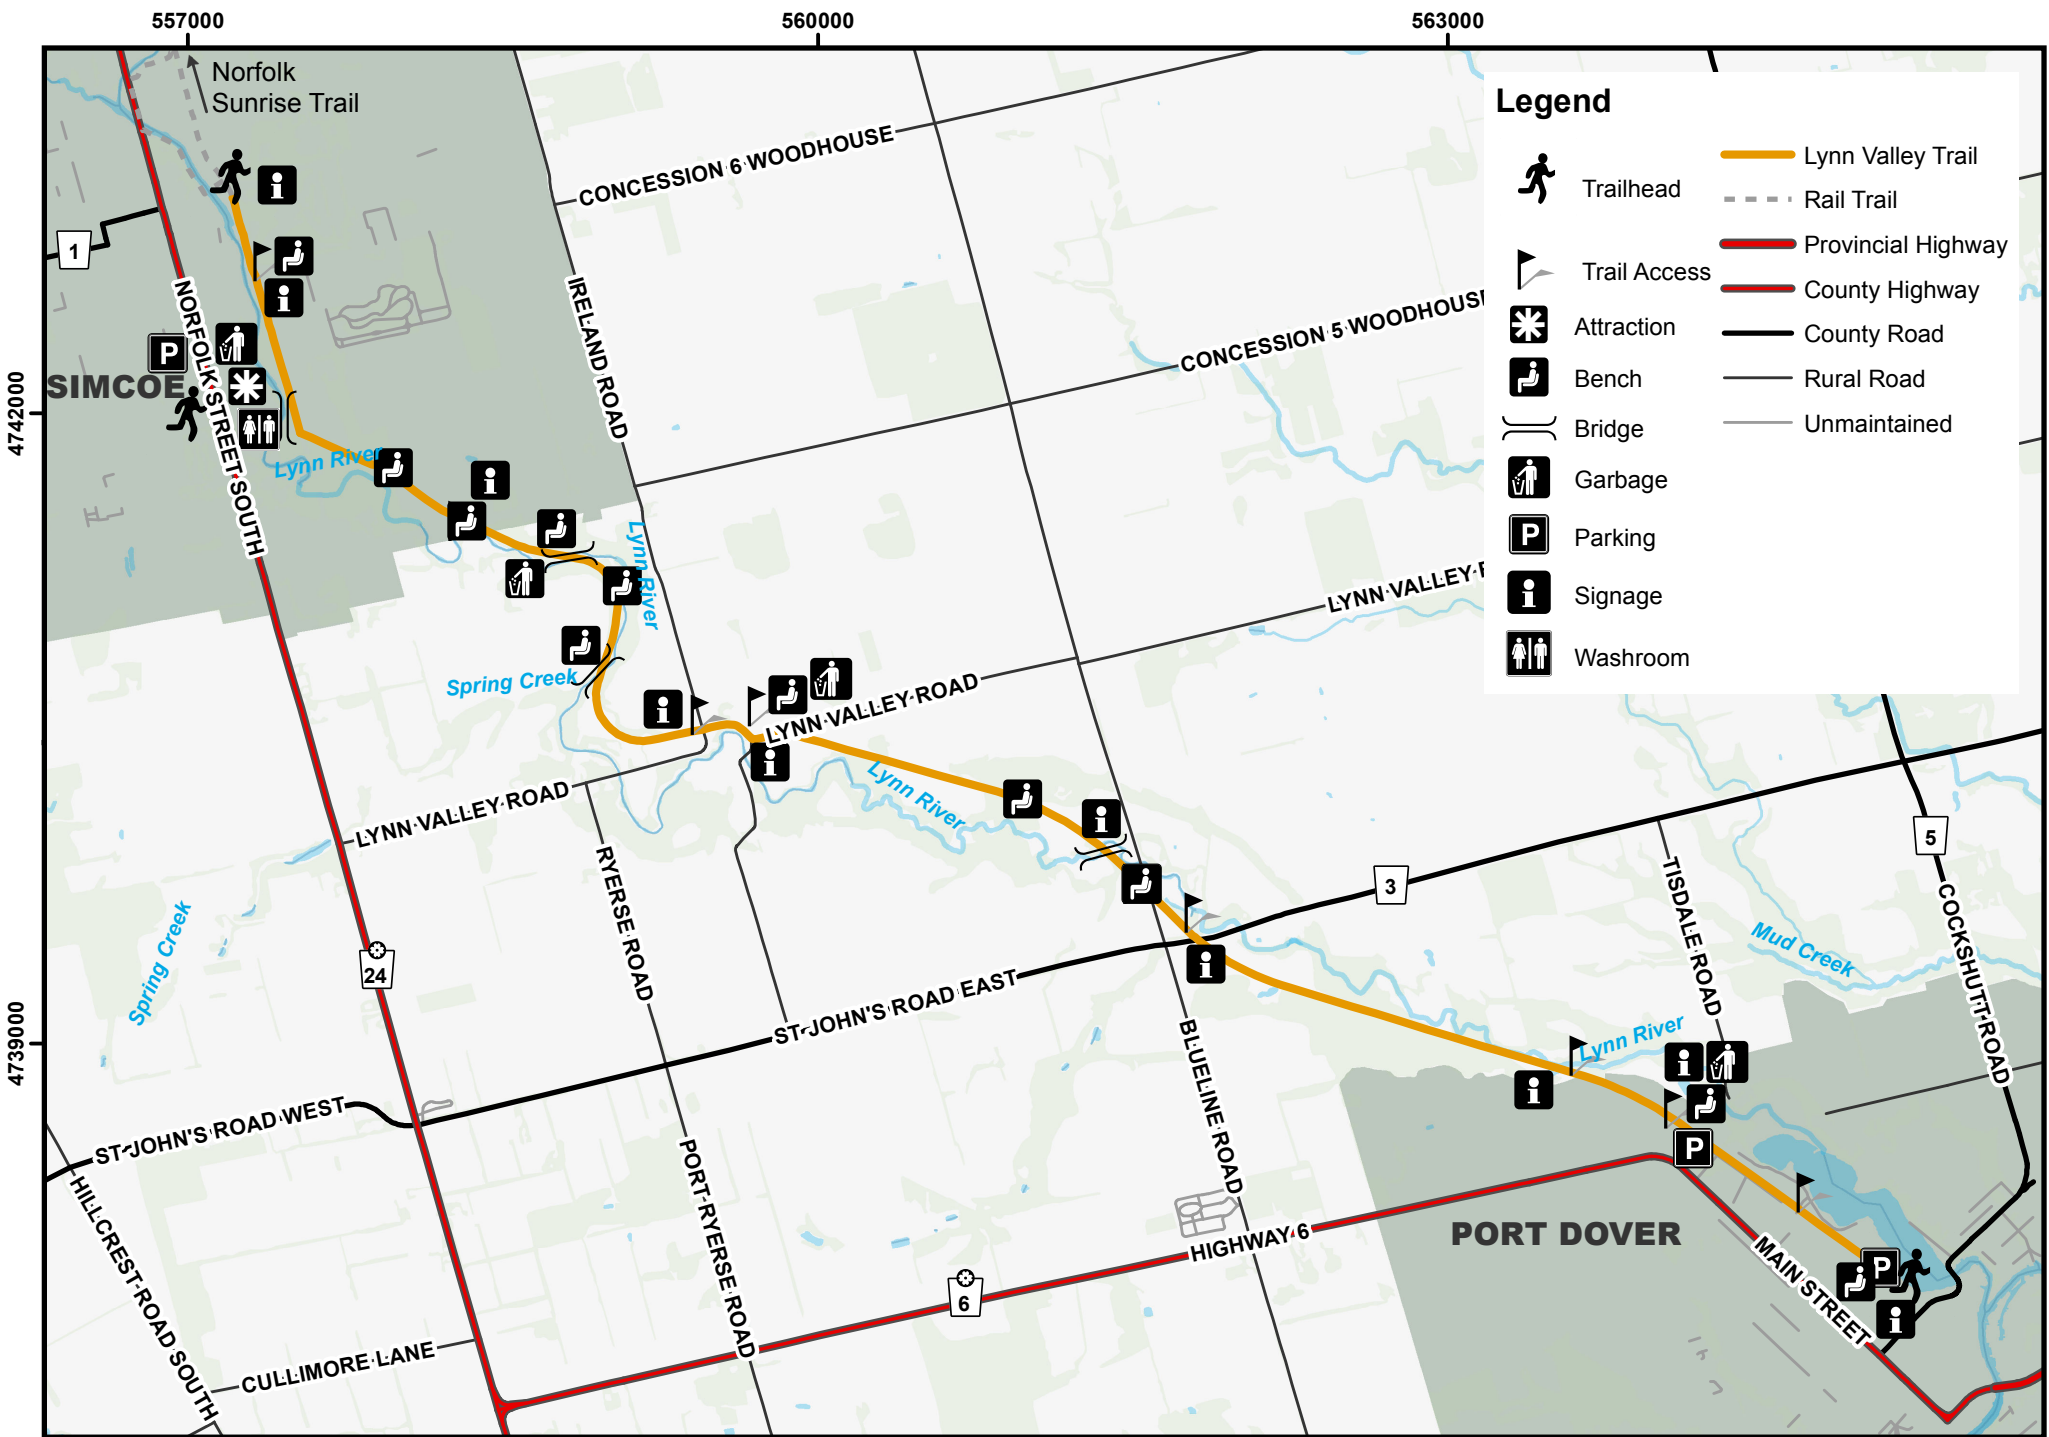 557000
560000
563000
4742000
4739000
Norfolk
Sunrise Trail
1
SIMCOE
P
NORFOLK STREET SOUTH
IRELAND ROAD
CONCESSION 6 WOODHOUSE
CONCESSION 5 WOODHOUS
LYNN VALLEY
Lynn River
Lynn River
Spring Creek
LYNN VALLEY ROAD
Lynn River
LYNN VALLEY ROAD
Spring Creek
24
RYERSE ROAD
ST JOHN'S ROAD EAST
3
TISDALE ROAD
5
COCKSHUTT ROAD
Mud Creek
Lynn River
BLUELINE ROAD
ST JOHN'S ROAD WEST
HILLCREST ROAD SOUTH
PORT RYERSE ROAD
CULLIMORE LANE
6
HIGHWAY 6
P
PORT DOVER
MAIN STREET
P
Legend
Trailhead
Trail Access
Attraction
Bench
Bridge
Garbage
P
Parking
Signage
Washroom
Lynn Valley Trail
Rail Trail
Provincial Highway
County Highway
County Road
Rural Road
Unmaintained